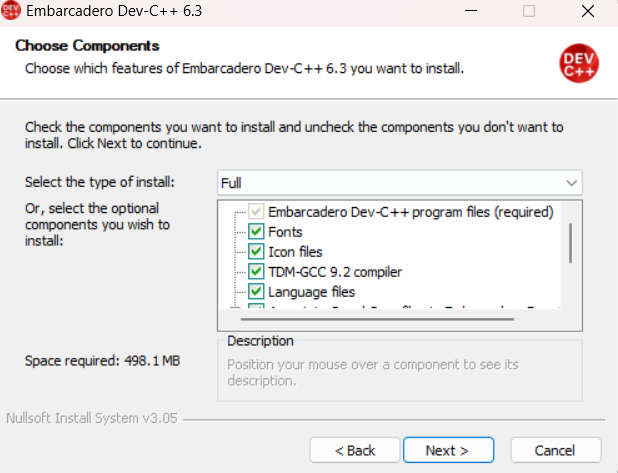 Embarcadero Dev-C++ 6.3
Choose Components
Choose which features of Embarcadero Dev-C++ 6.3 you want to install.
DEV
C++
Check the components you want to install and uncheck the components you don't want to
install. Click Next to continue.
Select the type of install:
Full
Or, select the optional
components you wish to
install:
Embarcadero Dev-C++ program files (required)
Fonts
Icon files
TDM-GCC 9.2 compiler
Language files
Space required: 498.1 MB
Description
Position your mouse over a component to see its
description.
Nullsoft Install System v3.05
< Back
Next >
Cancel